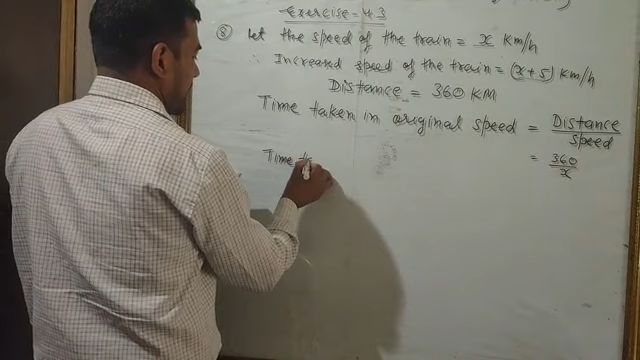 Exercise = 4.3
⑧ Let the speed of the train = x Km/h
∴ Increased speed of the train = (x+5) Km/h
Distance = 360 KM
Time taken in original speed = Distance/speed
= 360/x
Time